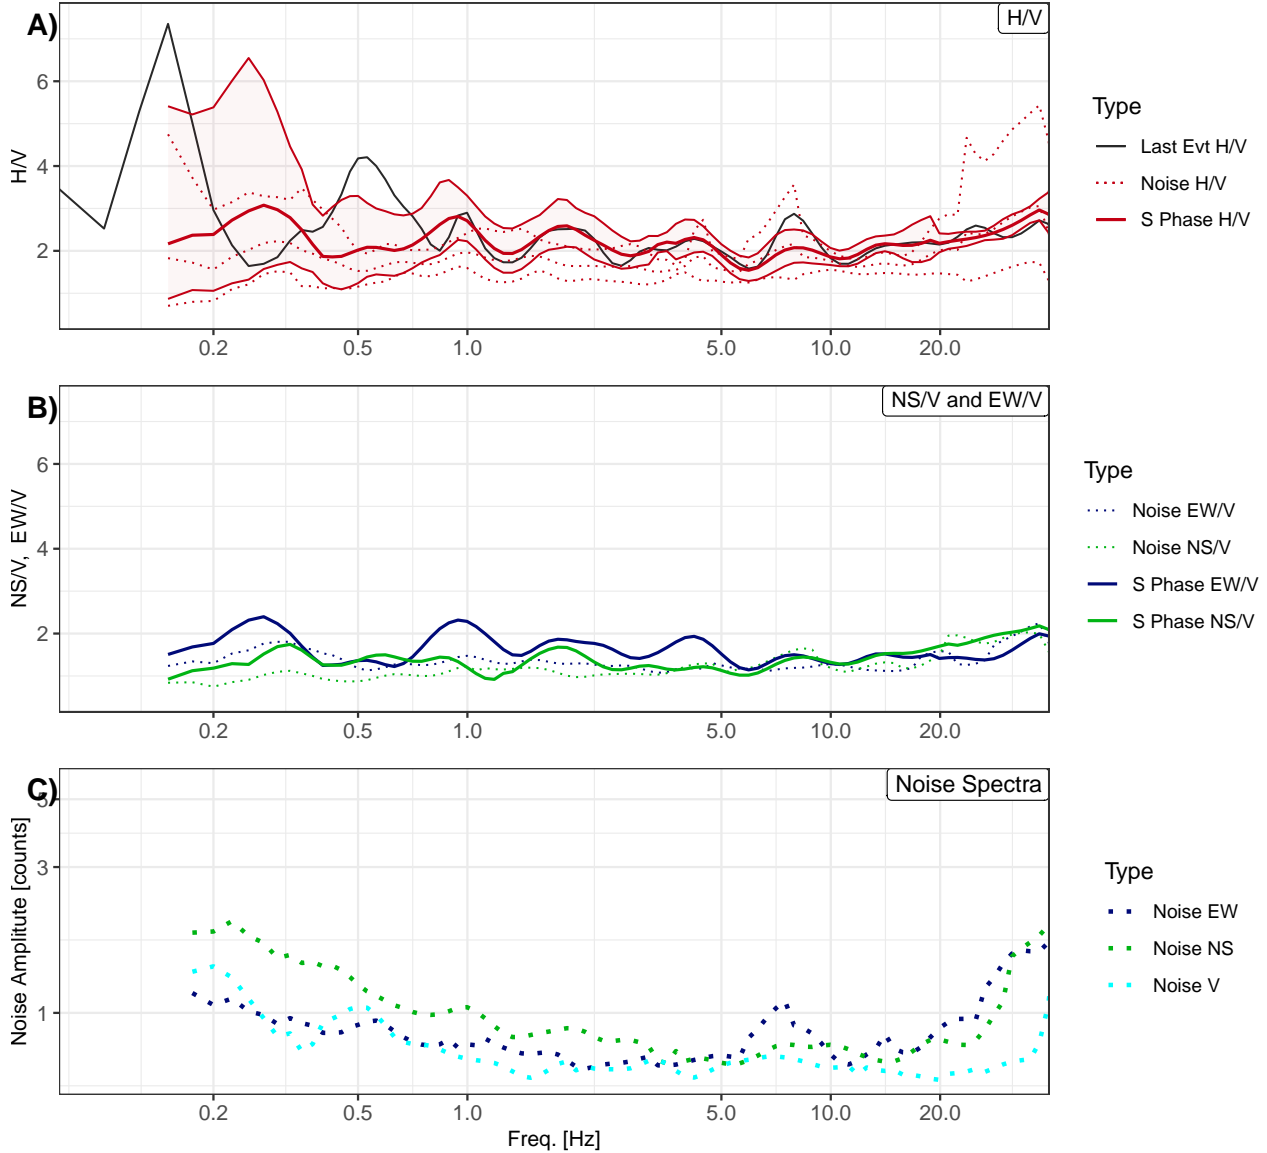 A)
H/V
6
4
2
H/V
0.2
0.5
1.0
5.0
10.0
20.0
Type
Last Evt H/V
Noise H/V
S Phase H/V
B)
NS/V and EW/V
6
4
2
NS/V,  EW/V
0.2
0.5
1.0
5.0
10.0
20.0
Type
Noise EW/V
Noise NS/V
S Phase EW/V
S Phase NS/V
C)
Noise Spectra
5
3
1
Noise Amplitute [counts]
0.2
0.5
1.0
5.0
10.0
20.0
Freq. [Hz]
Type
Noise EW
Noise NS
Noise V